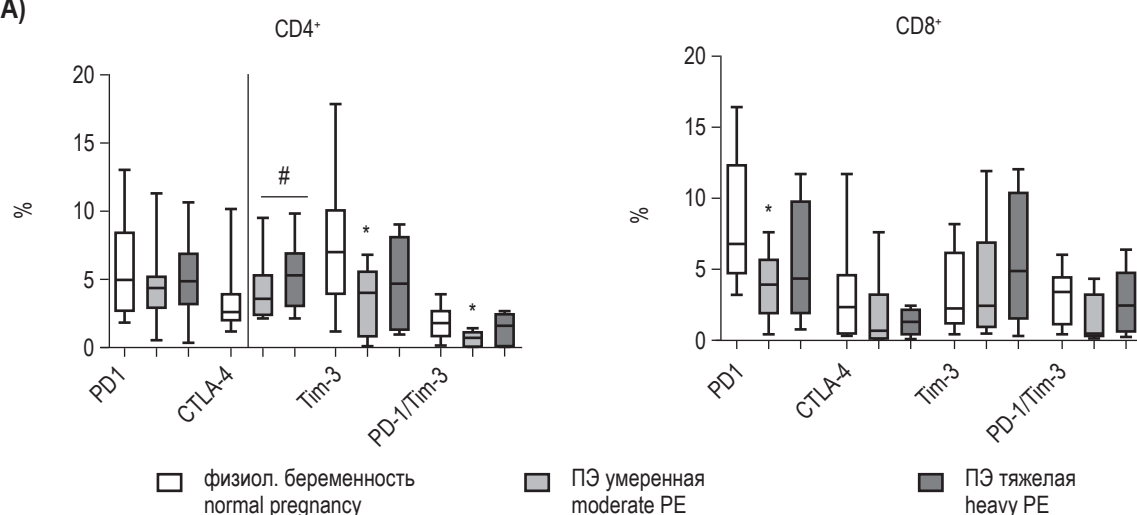 A)
CD4+
%
20
15
10
5
0
#
*
*
PD1
CTLA-4
Tim-3
PD-1/Tim-3
CD8+
%
20
15
10
5
0
*
PD1
CTLA-4
Tim-3
PD-1/Tim-3
физиол. беременность
normal pregnancy
ПЭ умеренная
moderate PE
ПЭ тяжелая
heavy PE